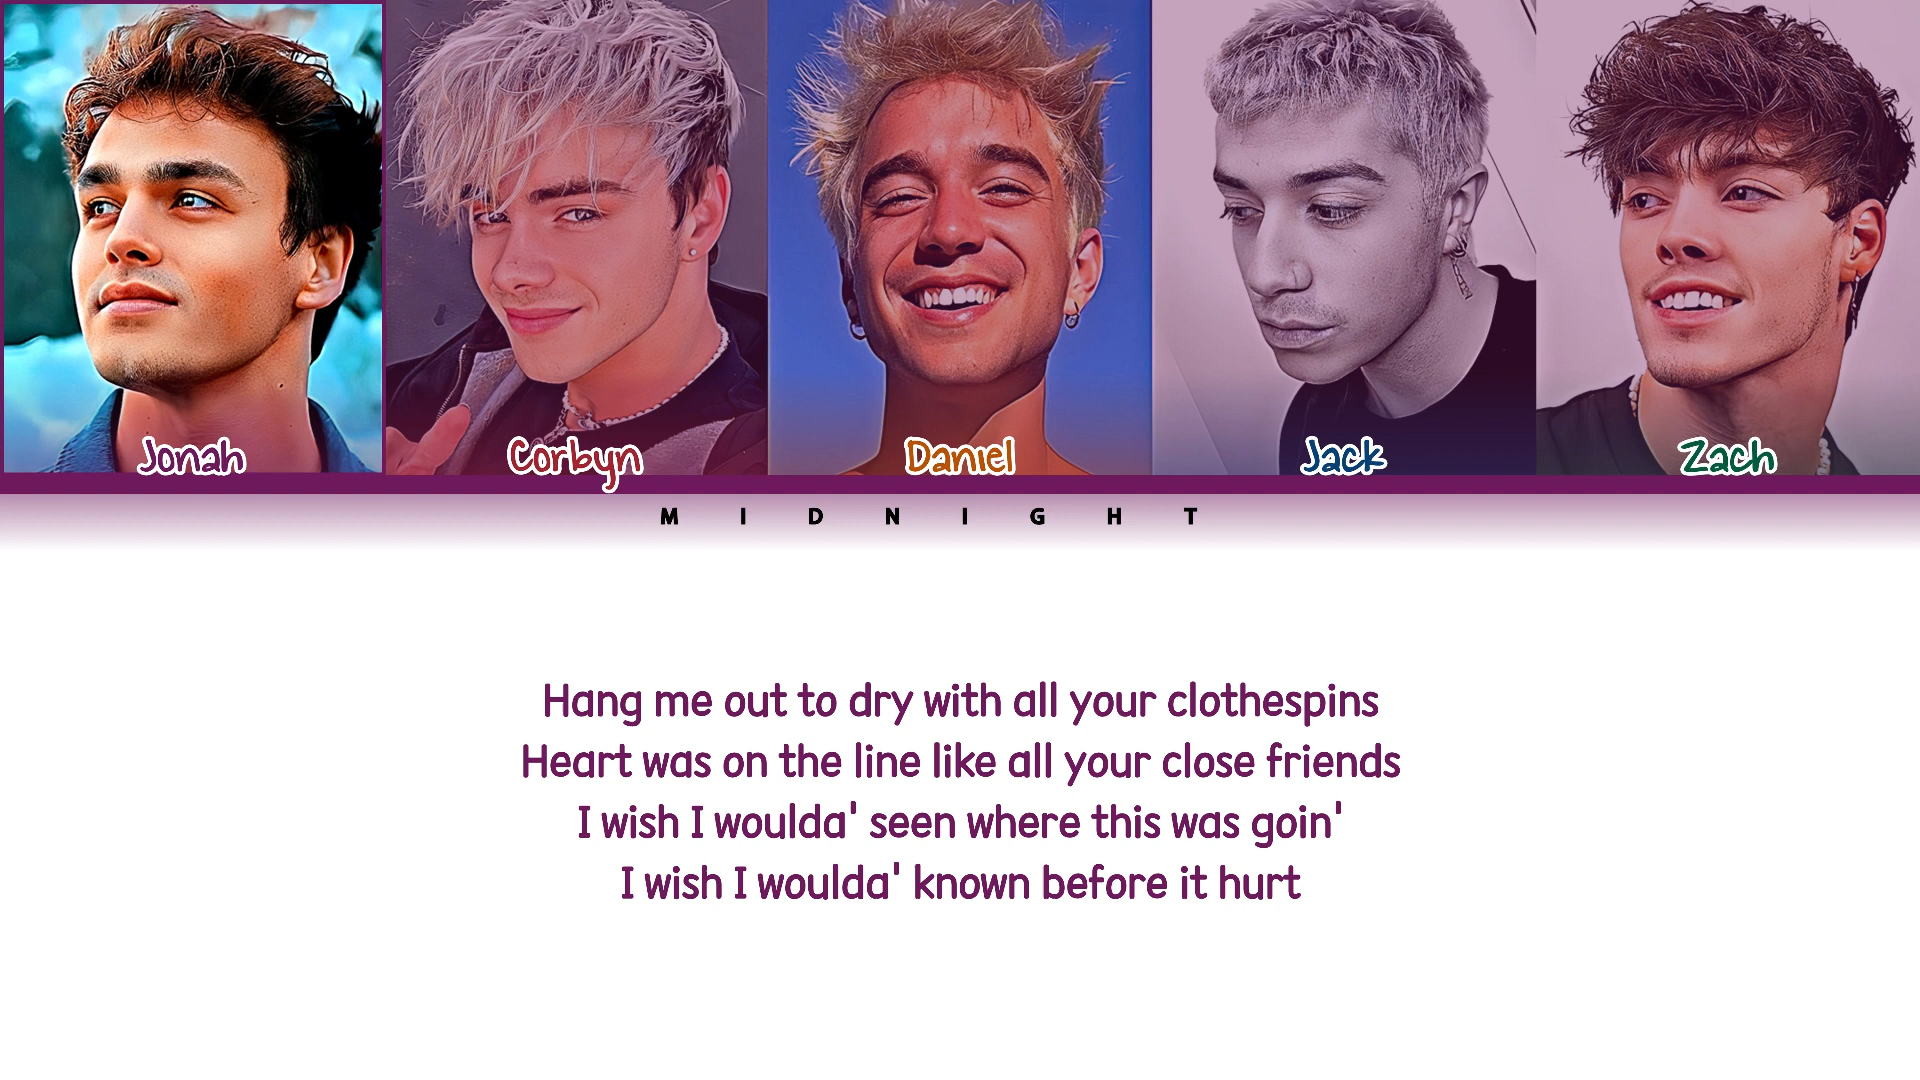 Jonah
Corbyn
Daniel
Jack
Zach
MIDNIGHT
Hang me out to dry with all your clothespins
Heart was on the line like all your close friends
I wish I woulda' seen where this was goin'
I wish I woulda' known before it hurt